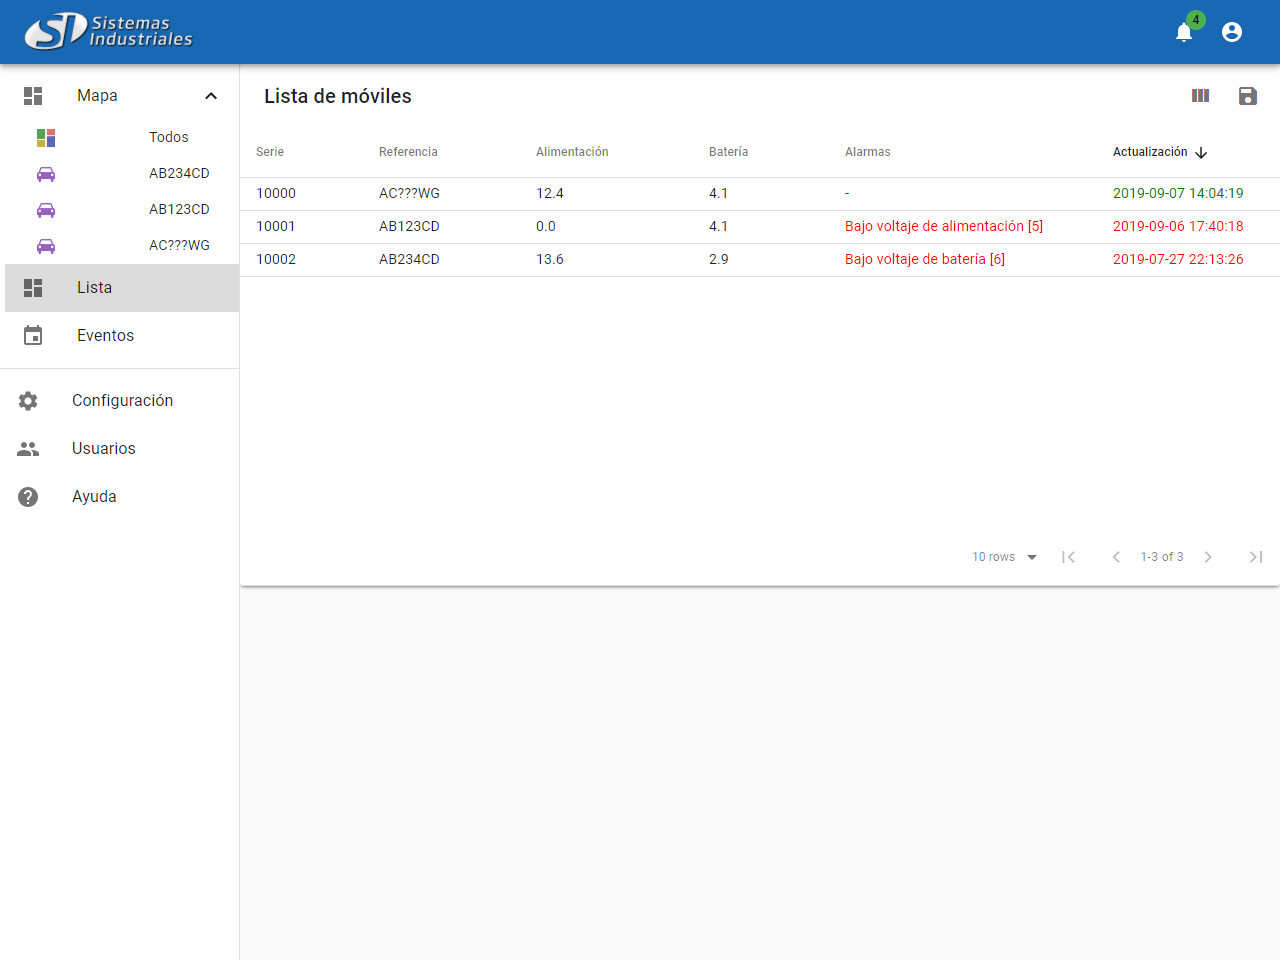 Sistemas
Industriales
4
Mapa
Todos
AB234CD
AB123CD
AC???WG
Lista
Eventos
Configuración
Usuarios
Ayuda
Lista de móviles
Serie Referencia Alimentación Batería Alarmas Actualización
10000 AC???WG 12.4 4.1 - 2019-09-07 14:04:19
10001 AB123CD 0.0 4.1 Bajo voltaje de alimentación [5] 2019-09-06 17:40:18
10002 AB234CD 13.6 2.9 Bajo voltaje de batería [6] 2019-07-27 22:13:26
10 rows 1-3 of 3